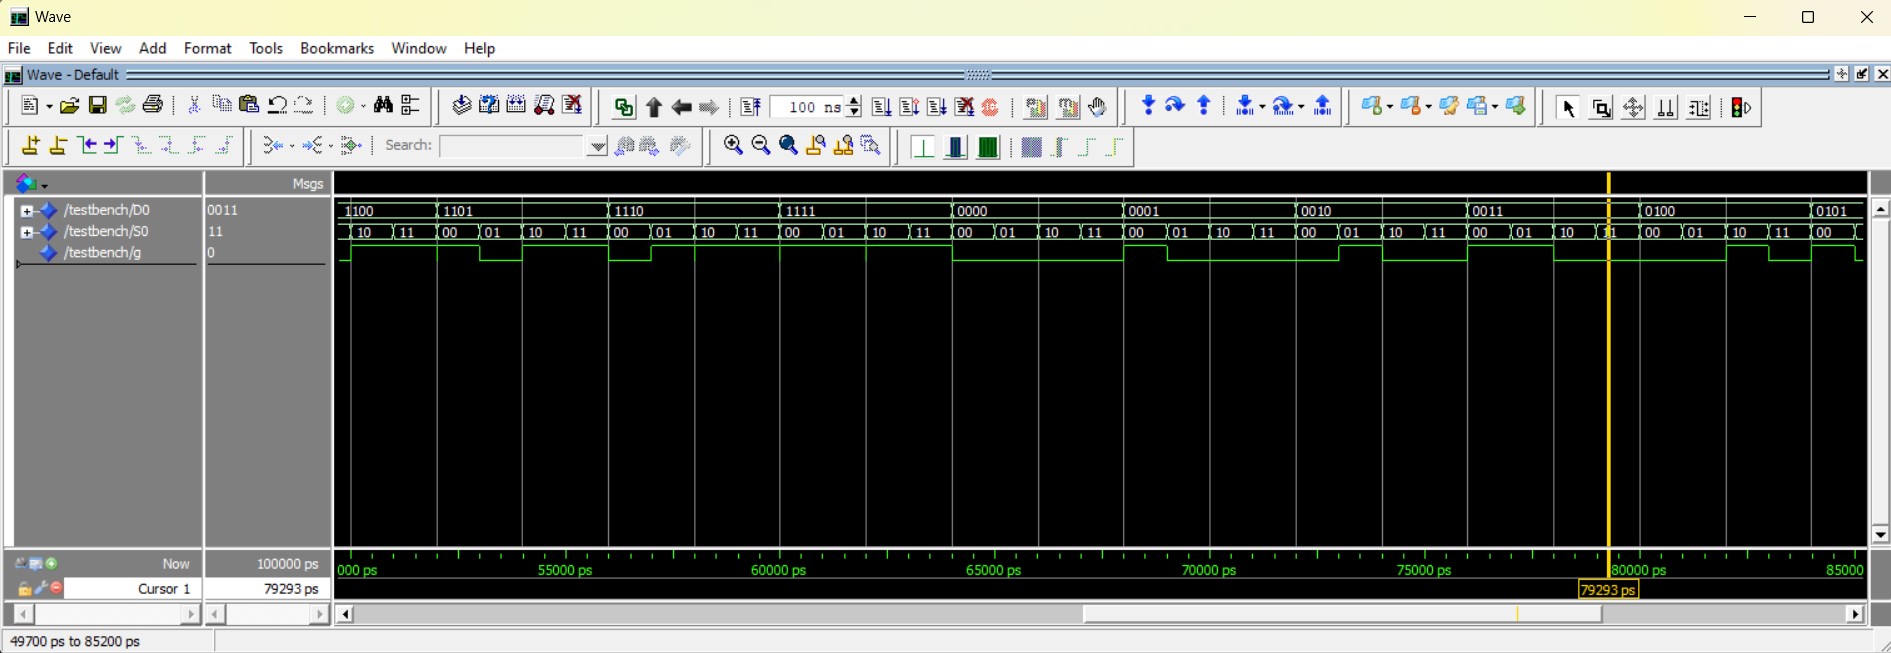 Wave
File Edit View Add Format Tools Bookmarks Window Help
Wave - Default
100 ns
Search:
Msgs
/testbench/D0 0011 1100 1101 1110 1111 0000 0001 0010 0011 0100 0101
/testbench/S0 11 10 11 00 01 10 11 00 01 10 11 00 01 10 11 00 01 10 11 00 01 10 11 00 01 10 11 00 01 10 11 00 01 10 11 00
/testbench/g 0
Now 100000 ps 000 ps 55000 ps 60000 ps 65000 ps 70000 ps 75000 ps 80000 ps 85000
Cursor 1 79293 ps 79293 ps
49700 ps to 85200 ps